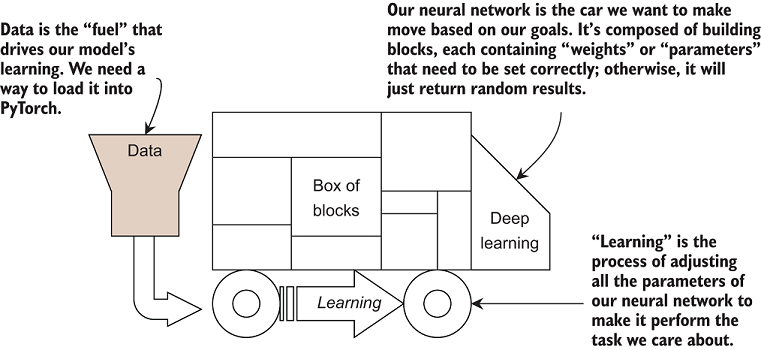 Data is the “fuel” that
drives our model’s
learning. We need a
way to load it into
PyTorch.
Our neural network is the car we want to make
move based on our goals. It’s composed of building
blocks, each containing “weights” or “parameters”
that need to be set correctly; otherwise, it will
just return random results.
Data
Box of
blocks
Deep
learning
Learning
“Learning” is the
process of adjusting
all the parameters of
our neural network to
make it perform the
task we care about.